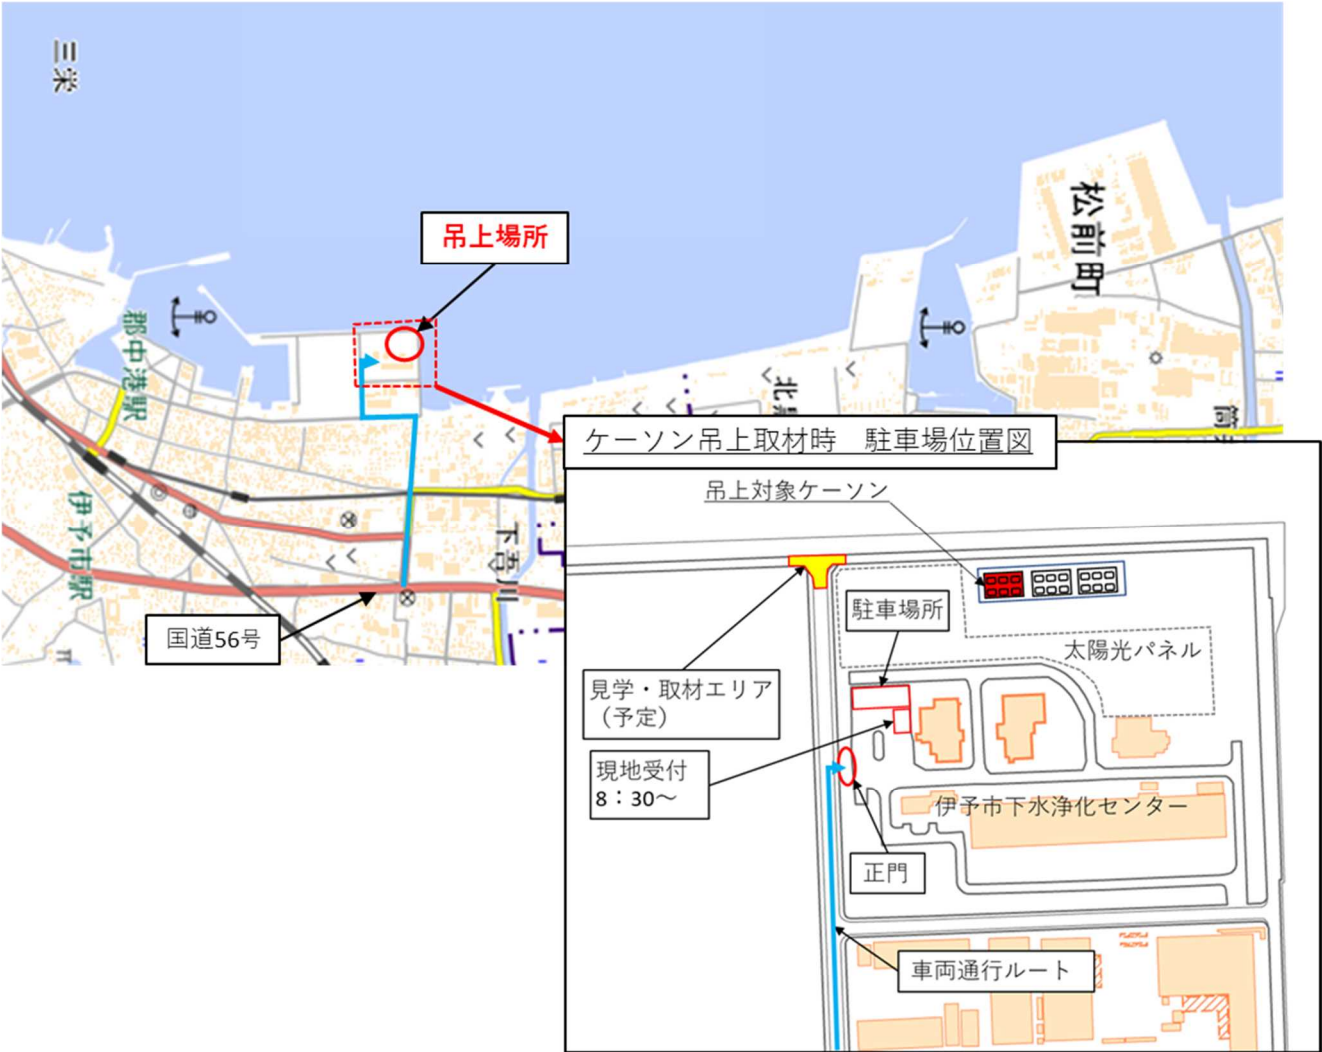 三栄
松前町
吊上場所
郡中港駅
北
筒
ケーソン吊上取材時　駐車場位置図
吊上対象ケーソン
伊予市駅
下吾川
国道56号
駐車場所
太陽光パネル
見学・取材エリア
（予定）
現地受付
8：30～
伊予市下水浄化センター
正門
車両通行ルート